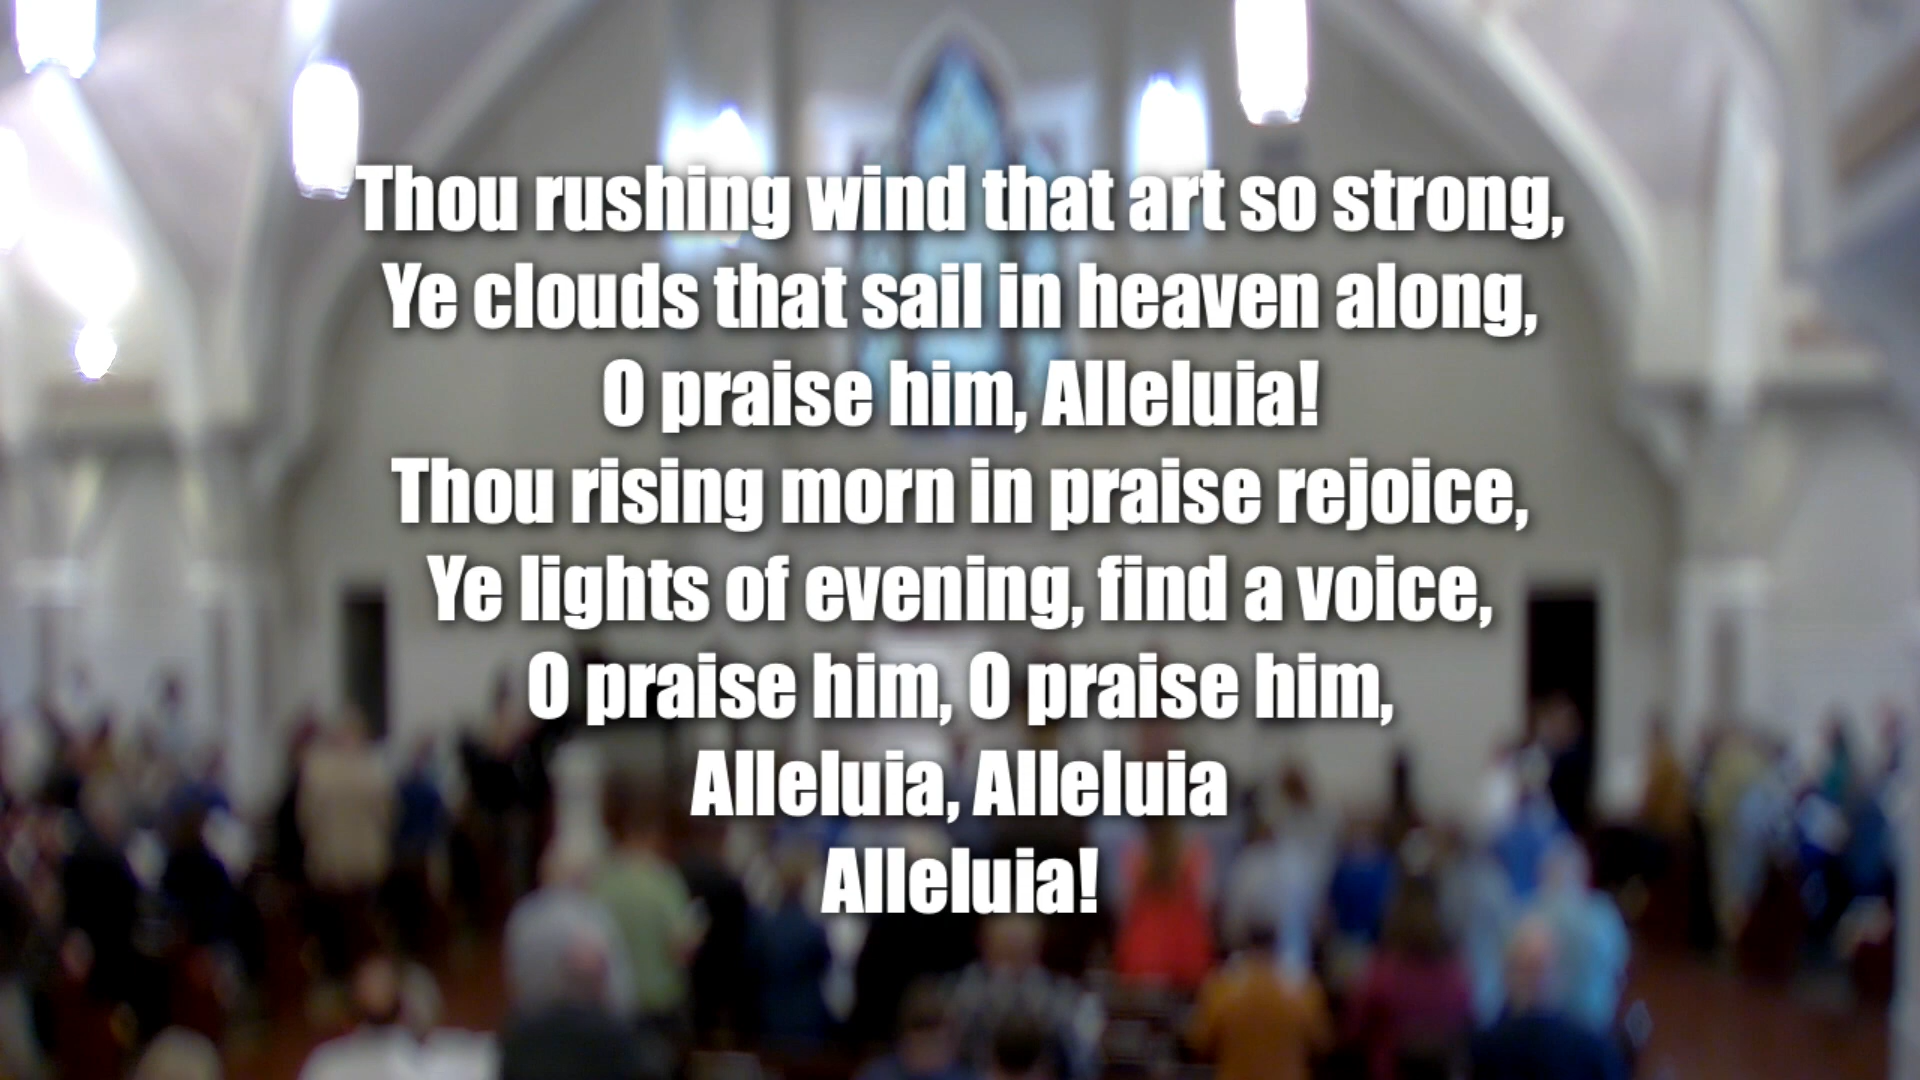 Thou rushing wind that art so strong,
Ye clouds that sail in heaven along,
O praise him, Alleluia!
Thou rising morn in praise rejoice,
Ye lights of evening, find a voice,
O praise him, O praise him,
Alleluia, Alleluia
Alleluia!